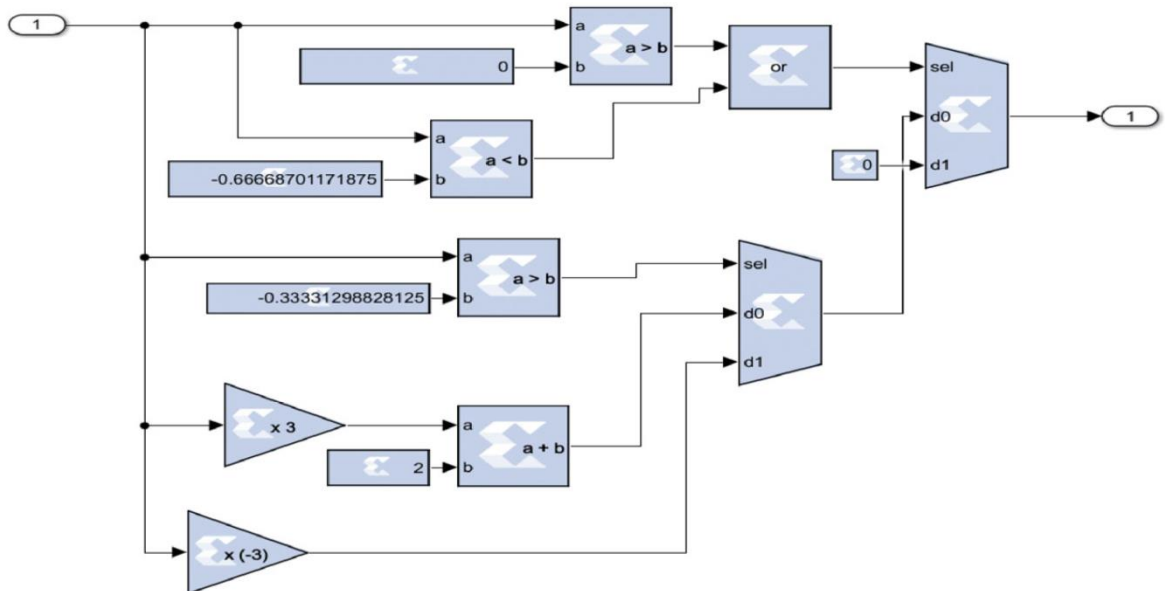 1
a
a > b
b
0
or
sel
d0
d1
1
a
a < b
b
-0.66668701171875
0
a
a > b
b
-0.33331298828125
sel
d0
d1
x 3
a
a + b
b
2
x (-3)